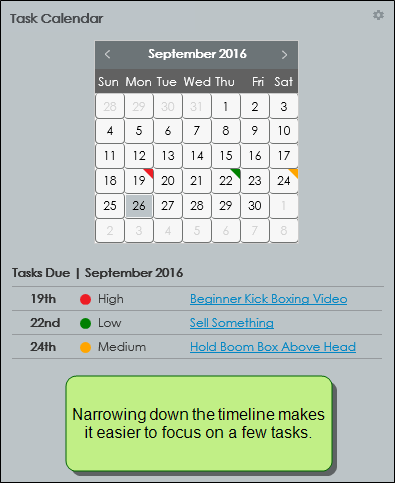 Task Calendar
September 2016
Sun Mon Tue Wed Thu Fri Sat
28 29 30 31 1 2 3
4 5 6 7 8 9 10
11 12 13 14 15 16 17
18 19 20 21 22 23 24
25 26 27 28 29 30 1
2 3 4 5 6 7 8
Tasks Due | September 2016
19th High Beginner Kick Boxing Video
22nd Low Sell Something
24th Medium Hold Boom Box Above Head
Narrowing down the timeline makes
it easier to focus on a few tasks.